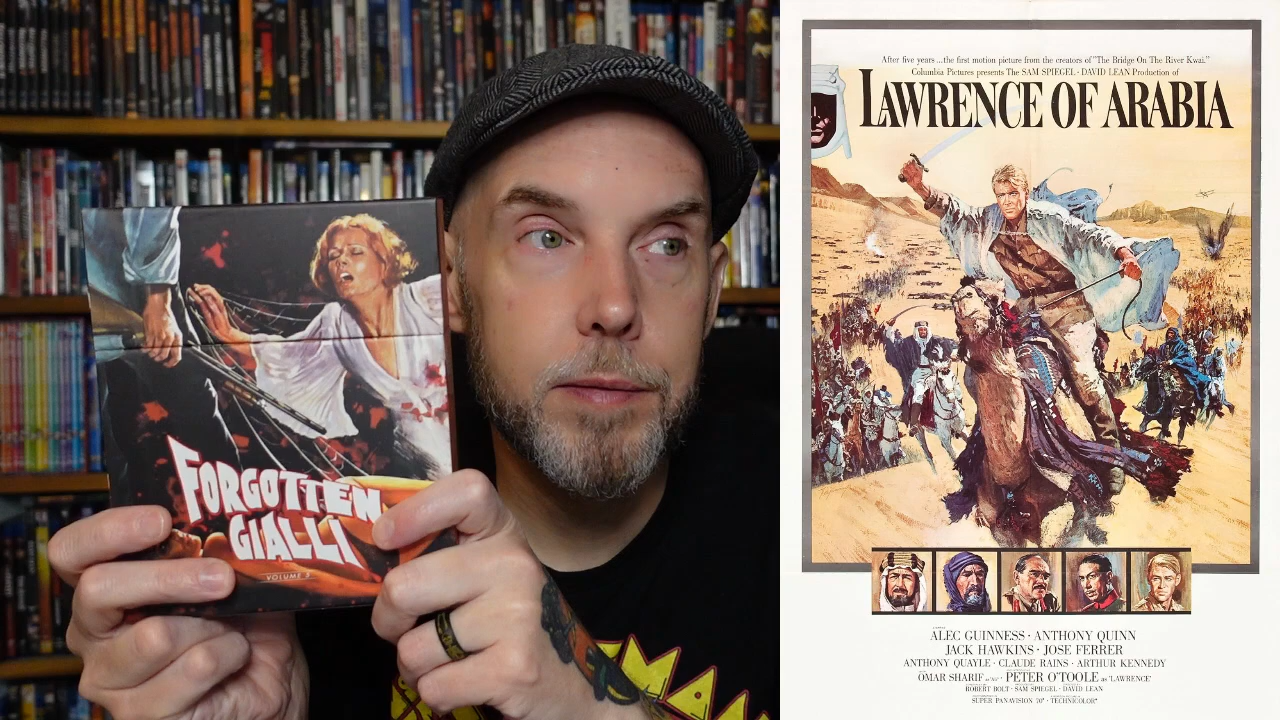 FORGOTTEN
GIALLI
VOLUME 3
After five years...the first motion picture from the creators of "The Bridge On The River Kwai."
Columbia Pictures presents The SAM SPIEGEL · DAVID LEAN Production of
LAWRENCE OF ARABIA
ALEC GUINNESS · ANTHONY QUINN
JACK HAWKINS · JOSE FERRER
ANTHONY QUAYLE · CLAUDE RAINS · ARTHUR KENNEDY
OMAR SHARIF PETER O'TOOLE as 'LAWRENCE'
ROBERT BOLT · SAM SPIEGEL · DAVID LEAN
SUPER PANAVISION 70® · TECHNICOLOR®